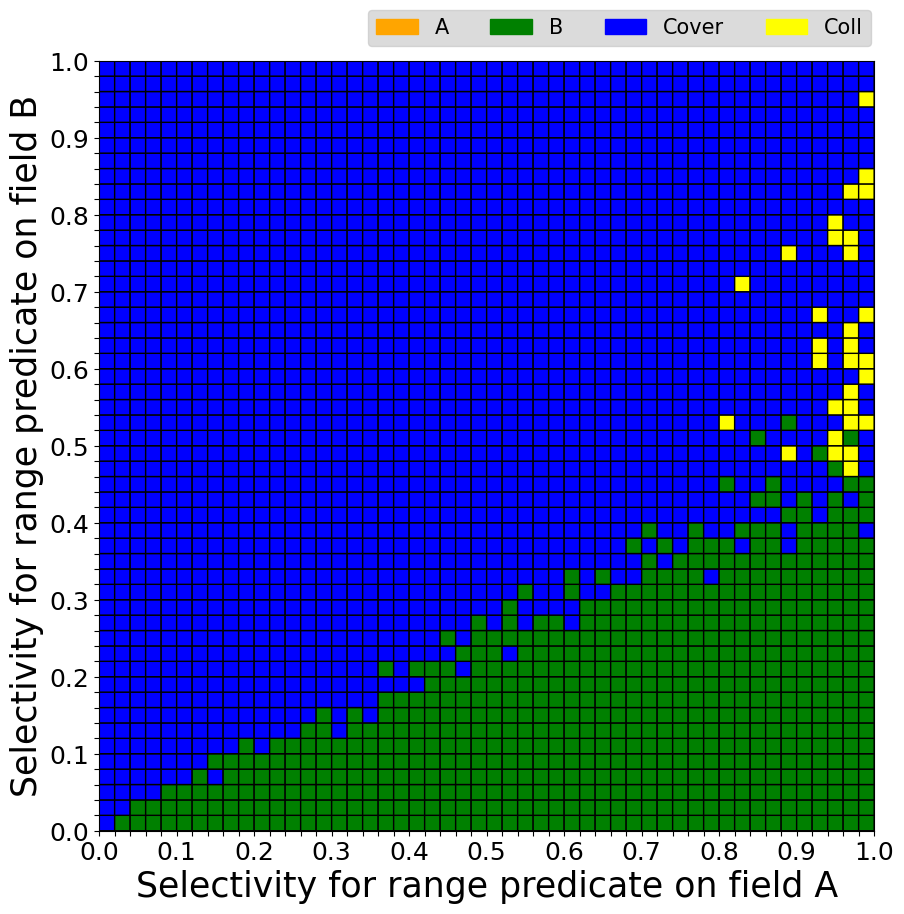 A B Cover Coll
Selectivity for range predicate on field B
1.0
0.9
0.8
0.7
0.6
0.5
0.4
0.3
0.2
0.1
0.0
0.0 0.1 0.2 0.3 0.4 0.5 0.6 0.7 0.8 0.9 1.0
Selectivity for range predicate on field A